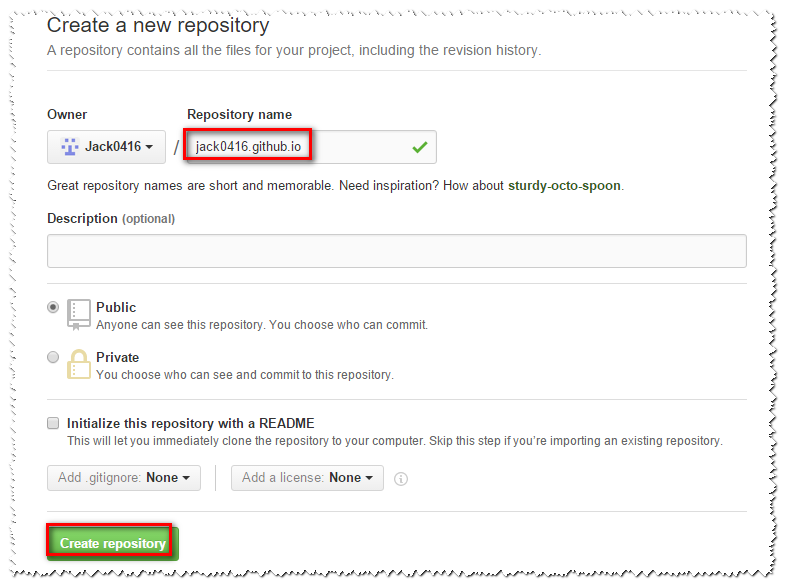 Create a new repository
A repository contains all the files for your project, including the revision history.
Owner Repository name
Jack0416 / jack0416.github.io
Great repository names are short and memorable. Need inspiration? How about sturdy-octo-spoon.
Description (optional)
Public
Anyone can see this repository. You choose who can commit.
Private
You choose who can see and commit to this repository.
Initialize this repository with a README
This will let you immediately clone the repository to your computer. Skip this step if you’re importing an existing repository.
Add .gitignore: None Add a license: None
Create repository